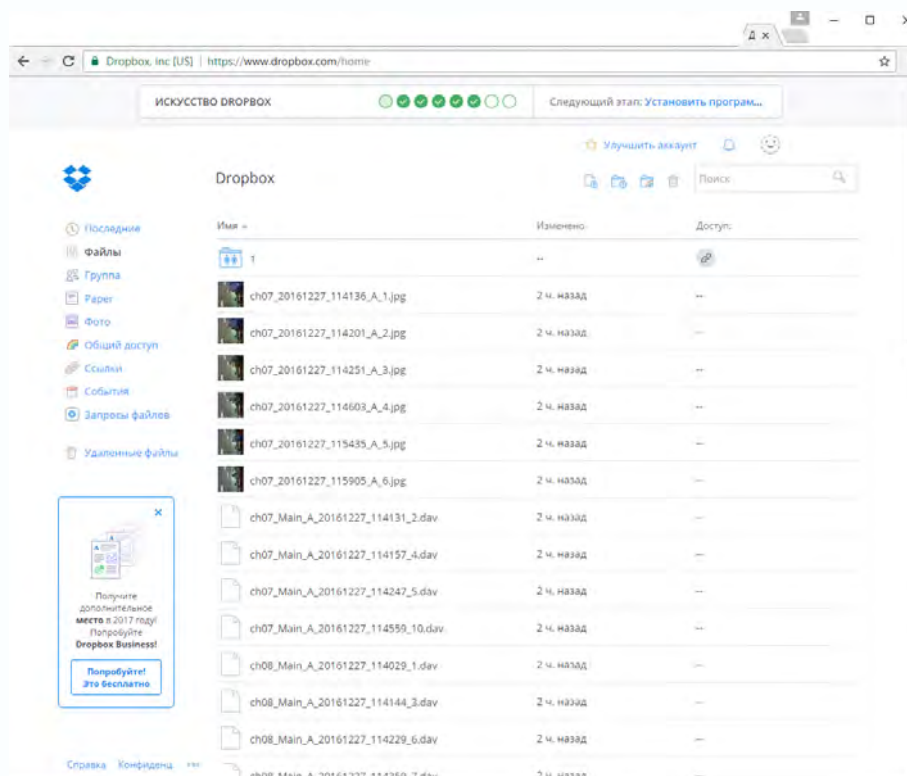 Д
Dropbox, Inc [US] | https://www.dropbox.com/home
ИСКУССТВО DROPBOX Следующий этап: Установить програм...
Улучшить аккаунт
Dropbox Поиск
Имя Изменено Доступ:
Последние
Файлы
Группа
Paper
Фото
Общий доступ
Ссылки
События
Запросы файлов
Удаленные файлы
1 -- 
ch07_20161227_114136_A_1.jpg 2 ч. назад --
ch07_20161227_114201_A_2.jpg 2 ч. назад --
ch07_20161227_114251_A_3.jpg 2 ч. назад --
ch07_20161227_114603_A_4.jpg 2 ч. назад --
ch07_20161227_115435_A_5.jpg 2 ч. назад --
ch07_20161227_115905_A_6.jpg 2 ч. назад --
ch07_Main_A_20161227_114131_2.dav 2 ч. назад --
ch07_Main_A_20161227_114157_4.dav 2 ч. назад --
ch07_Main_A_20161227_114247_5.dav 2 ч. назад --
ch07_Main_A_20161227_114559_10.dav 2 ч. назад --
ch08_Main_A_20161227_114029_1.dav 2 ч. назад --
ch08_Main_A_20161227_114144_3.dav 2 ч. назад --
ch08_Main_A_20161227_114229_6.dav 2 ч. назад --
Получите
дополнительное
место в 2017 году!
Попробуйте
Dropbox Business!
Попробуйте!
Это бесплатно
Справка Конфиденц